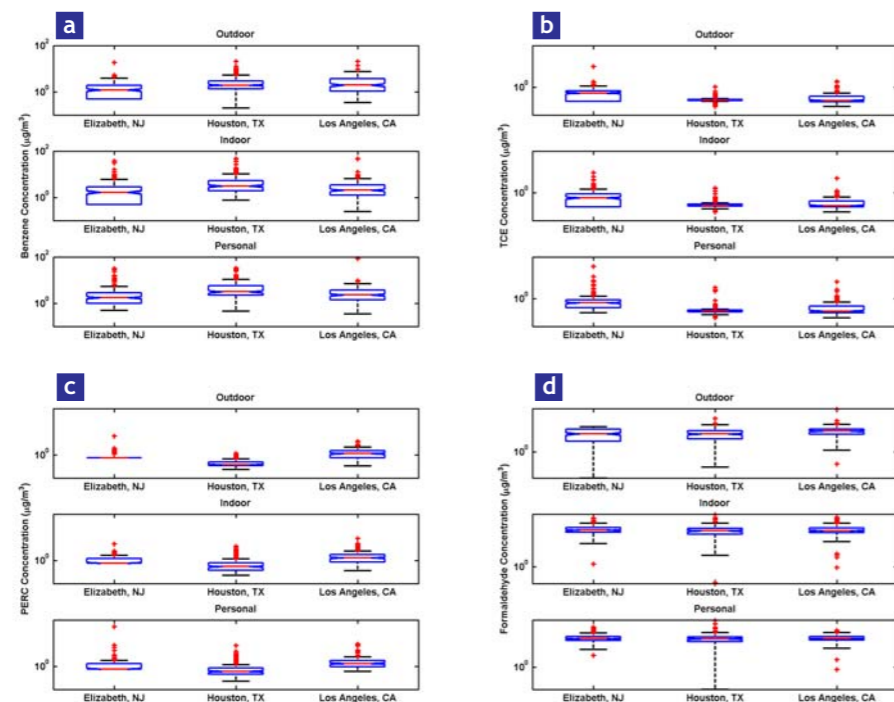 a
Outdoor
10²
10⁰
Elizabeth, NJ Houston, TX Los Angeles, CA
Indoor
10²
10⁰
Elizabeth, NJ Houston, TX Los Angeles, CA
Personal
10²
10⁰
Elizabeth, NJ Houston, TX Los Angeles, CA
Benzene Concentration (μg/m³)
b
Outdoor
10⁰
Elizabeth, NJ Houston, TX Los Angeles, CA
Indoor
10⁰
Elizabeth, NJ Houston, TX Los Angeles, CA
Personal
10⁰
Elizabeth, NJ Houston, TX Los Angeles, CA
TCE Concentration (μg/m³)
c
Outdoor
10⁰
Elizabeth, NJ Houston, TX Los Angeles, CA
Indoor
10⁰
Elizabeth, NJ Houston, TX Los Angeles, CA
Personal
10⁰
Elizabeth, NJ Houston, TX Los Angeles, CA
PERC Concentration (μg/m³)
d
Outdoor
10⁰
Elizabeth, NJ Houston, TX Los Angeles, CA
Indoor
10⁰
Elizabeth, NJ Houston, TX Los Angeles, CA
Personal
10⁰
Elizabeth, NJ Houston, TX Los Angeles, CA
Formaldehyde Concentration (μg/m³)